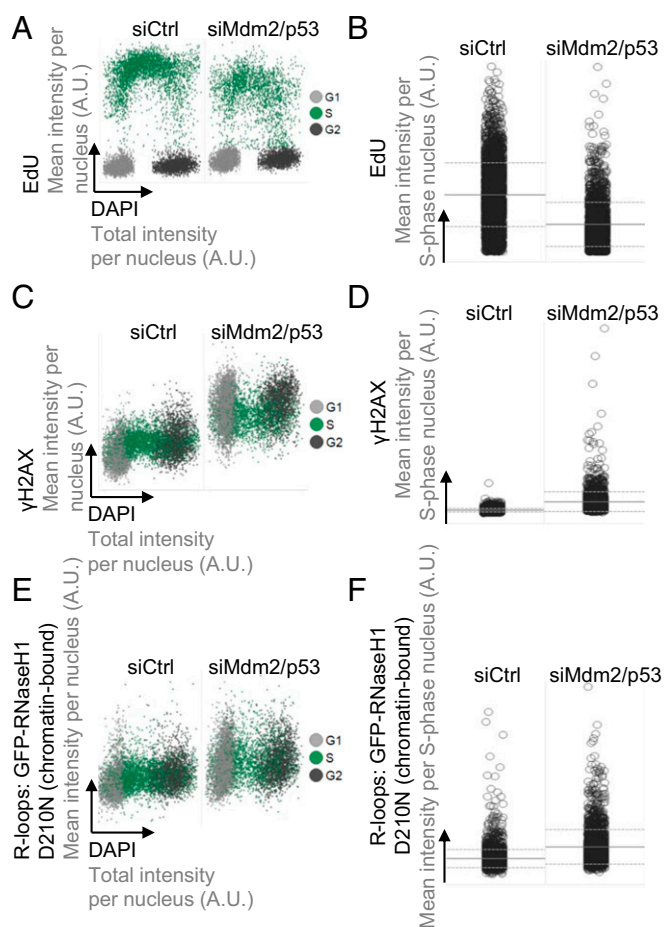 A
siCtrl siMdm2/p53
EdU
Mean intensity per
nucleus (A.U.)
G1
S
G2
DAPI
Total intensity
per nucleus (A.U.)
B
siCtrl siMdm2/p53
EdU
Mean intensity per
S-phase nucleus (A.U.)
C
siCtrl siMdm2/p53
γH2AX
Mean intensity per
nucleus (A.U.)
G1
S
G2
DAPI
Total intensity
per nucleus (A.U.)
D
siCtrl siMdm2/p53
γH2AX
Mean intensity per
S-phase nucleus (A.U.)
E
siCtrl siMdm2/p53
R-loops: GFP-RNaseH1
D210N (chromatin-bound)
Mean intensity per nucleus (A.U.)
G1
S
G2
DAPI
Total intensity
per nucleus (A.U.)
F
siCtrl siMdm2/p53
R-loops: GFP-RNaseH1
D210N (chromatin-bound)
Mean intensity per S-phase nucleus (A.U.)